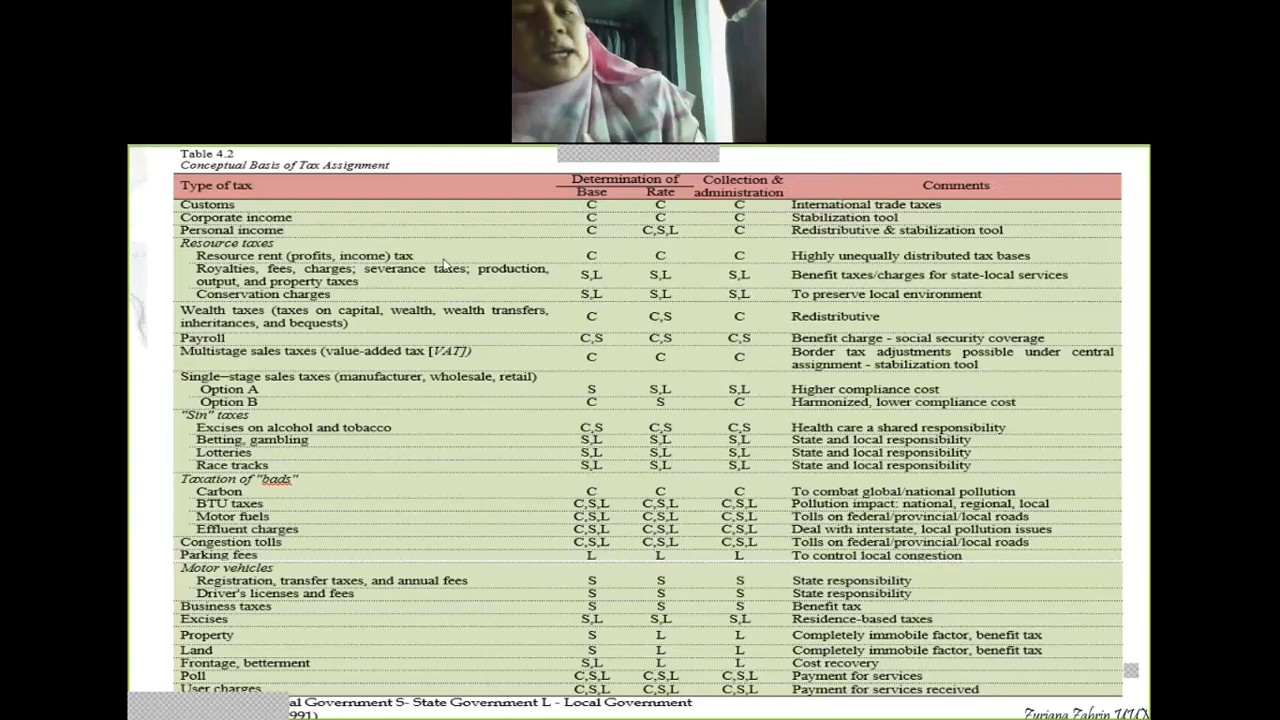 Table 4.2
Conceptual Basis of Tax Assignment
Type of tax Determination of Collection & administration Comments
Base Rate
Customs C C C International trade taxes
Corporate income C C C Stabilization tool
Personal income C C,S,L C Redistributive & stabilization tool
Resource taxes
Resource rent (profits, income) tax C C C Highly unequally distributed tax bases
Royalties, fees, charges; severance taxes; production,
output, and property taxes S,L S,L S,L Benefit taxes/charges for state-local services
Conservation charges S,L S,L S,L To preserve local environment
Wealth taxes (taxes on capital, wealth, wealth transfers,
inheritances, and bequests) C C,S C Redistributive
Payroll C,S C,S C,S Benefit charge - social security coverage
Multistage sales taxes (value-added tax [VAT]) C C C Border tax adjustments possible under central
assignment - stabilization tool
Single–stage sales taxes (manufacturer, wholesale, retail)
Option A S S,L S,L Higher compliance cost
Option B C S C Harmonized, lower compliance cost
"Sin" taxes
Excises on alcohol and tobacco C,S C,S C,S Health care a shared responsibility
Betting, gambling S,L S,L S,L State and local responsibility
Lotteries S,L S,L S,L State and local responsibility
Race tracks S,L S,L S,L State and local responsibility
Taxation of "bads"
Carbon C C C To combat global/national pollution
BTU taxes C,S,L C,S,L C,S,L Pollution impact: national, regional, local
Motor fuels C,S,L C,S,L C,S,L Tolls on federal/provincial/local roads
Effluent charges C,S,L C,S,L C,S,L Deal with interstate, local pollution issues
Congestion tolls C,S,L C,S,L C,S,L Tolls on federal/provincial/local roads
Parking fees L L L To control local congestion
Motor vehicles
Registration, transfer taxes, and annual fees S S S State responsibility
Driver's licenses and fees S S S State responsibility
Business taxes S S S Benefit tax
Excises S,L S,L S,L Residence-based taxes
Property S L L Completely immobile factor, benefit tax
Land S L L Completely immobile factor, benefit tax
Frontage, betterment S,L L L Cost recovery
Poll C,S,L C,S,L C,S,L Payment for services
User charges C,S,L C,S,L C,S,L Payment for services received
al Government S- State Government L - Local Government
991)
Zuriana Zahrin UUM